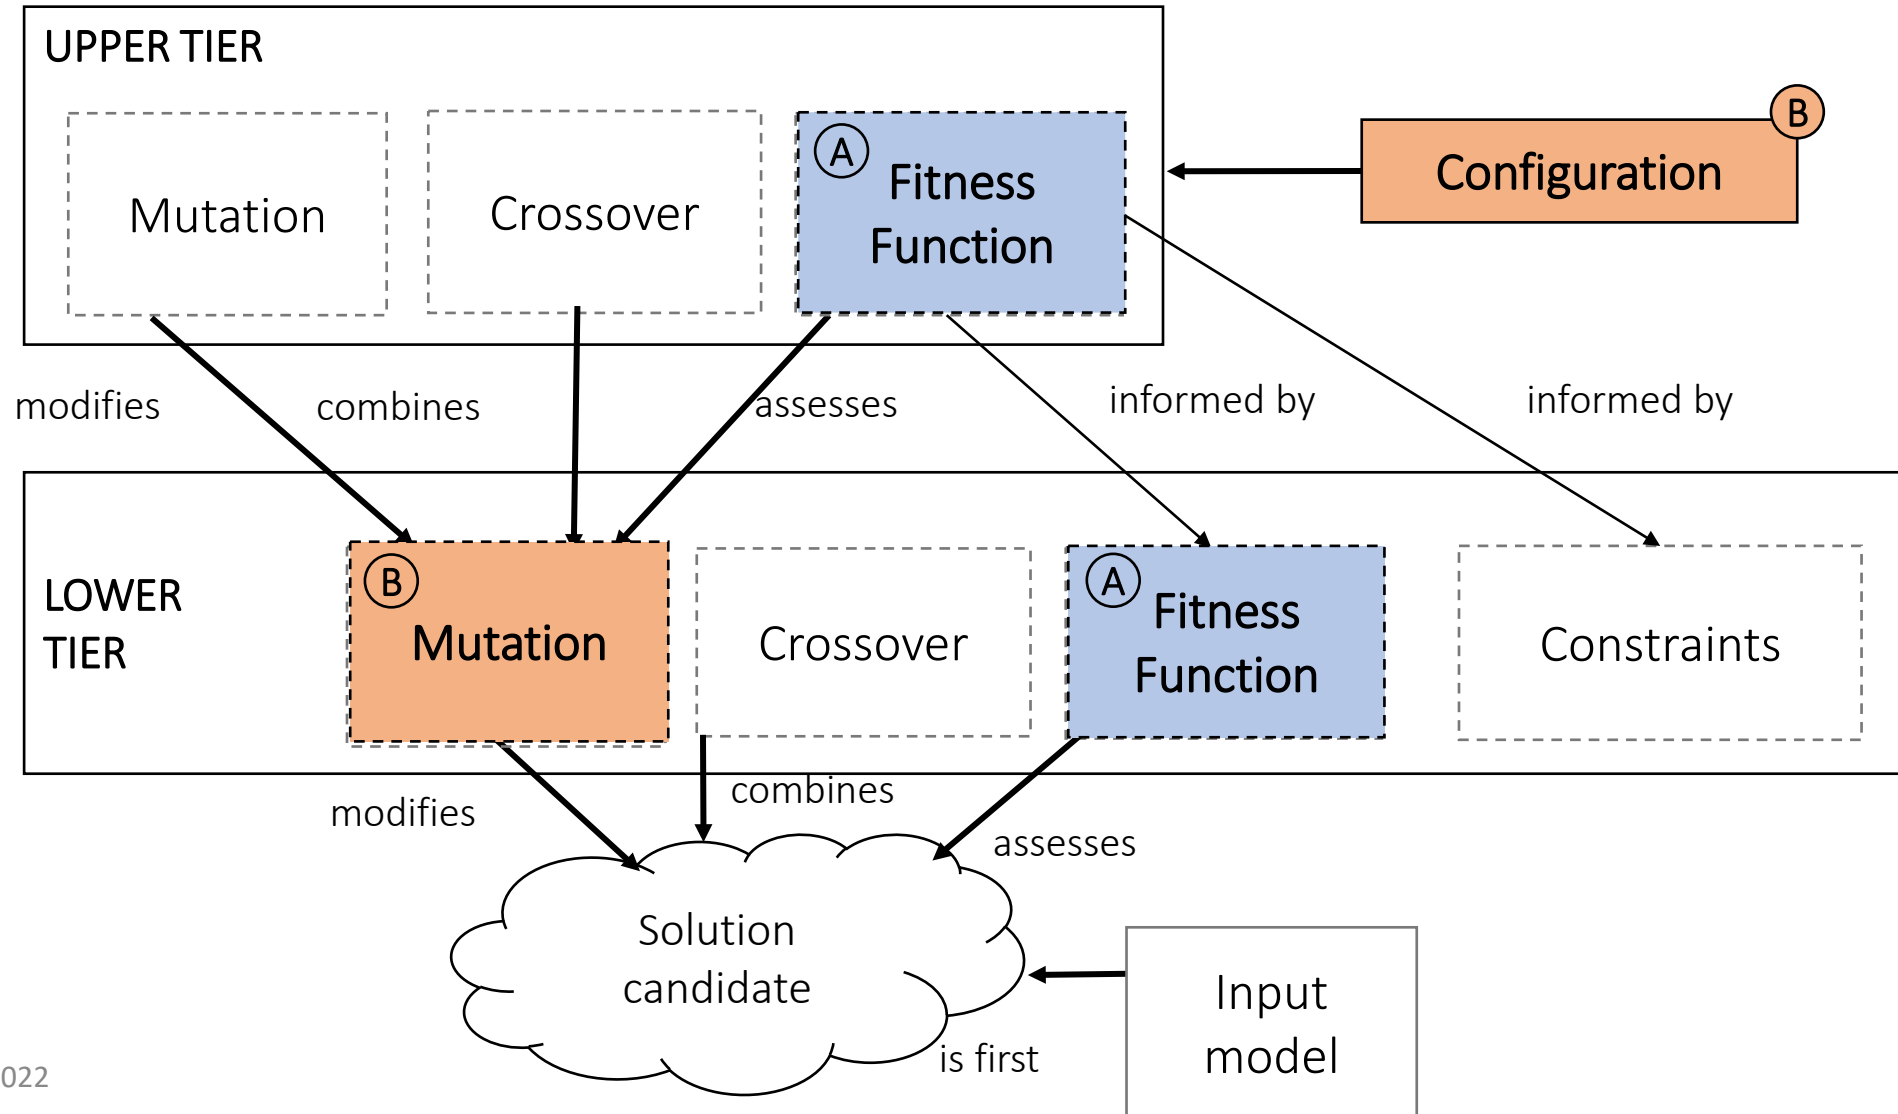 UPPER TIER
Mutation
Crossover
A
Fitness
Function
B
Configuration
modifies
combines
assesses
informed by
informed by
LOWER
TIER
B
Mutation
Crossover
A
Fitness
Function
Constraints
modifies
combines
assesses
Solution
candidate
is first
Input
model
022